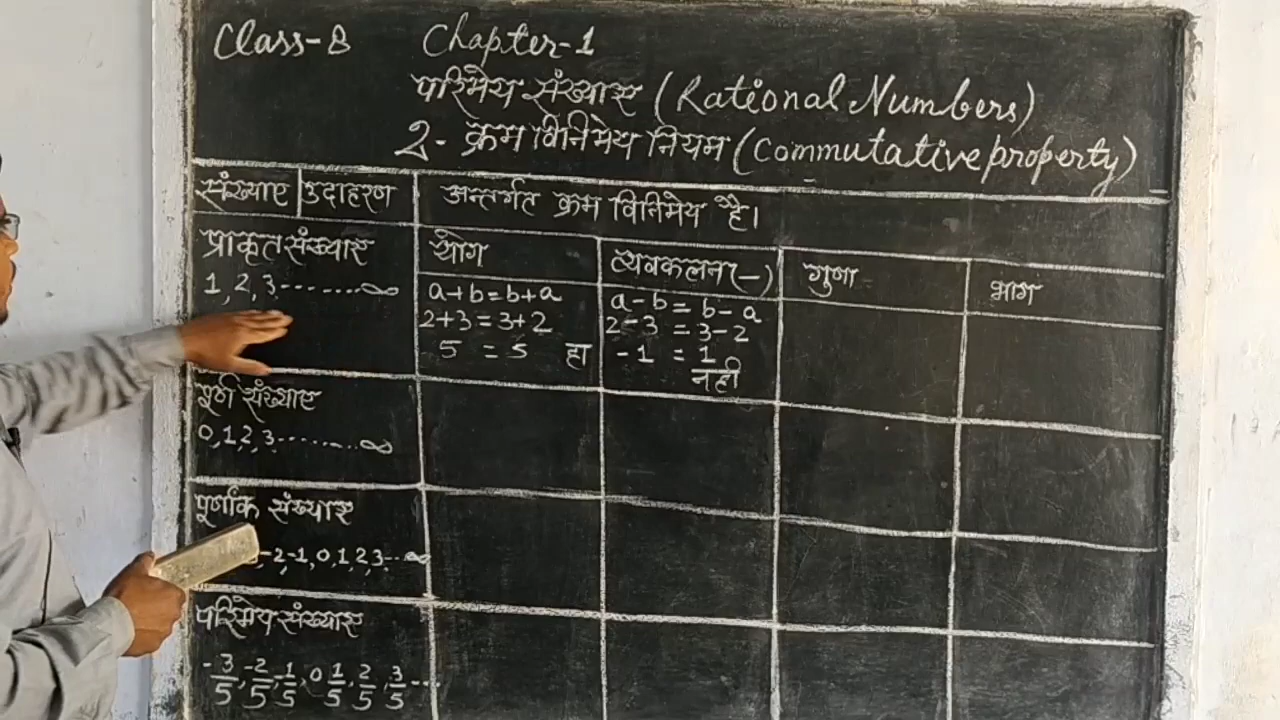 Class-8 Chapter-1
परिमेय संख्याए (Rational Numbers)
2- क्रम विनिमेय नियम (Commutative property)
संख्याए उदाहरण अन्तर्गत क्रम विनिमेय है।
प्राकृत संख्याए योग व्यवकलन(-) गुणा भाग
1, 2, 3--------∞
a+b=b+a
2+3=3+2
5 = 5 हा
a-b = b-a
2-3 = 3-2
-1 = 1
नही
पूर्ण संख्याए
0,1,2,3--------∞
पूर्णांक संख्याए
-2,-1,0,1,2,3--∞
परिमेय संख्याए
-3/5, -2/5, -1/5, 0 1/5, 2/5, 3/5 ---